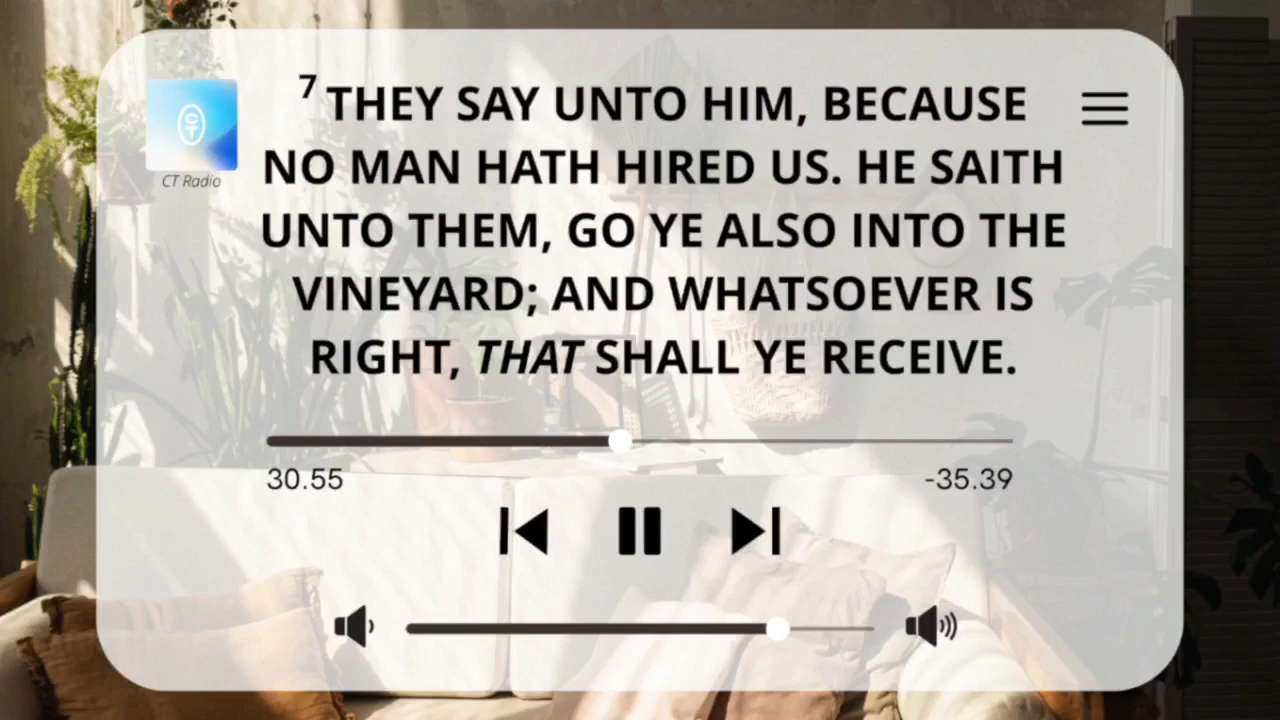 7 THEY SAY UNTO HIM, BECAUSE
NO MAN HATH HIRED US. HE SAITH
UNTO THEM, GO YE ALSO INTO THE
VINEYARD; AND WHATSOEVER IS
RIGHT, THAT SHALL YE RECEIVE.
CT
CT Radio
30.55
-35.39